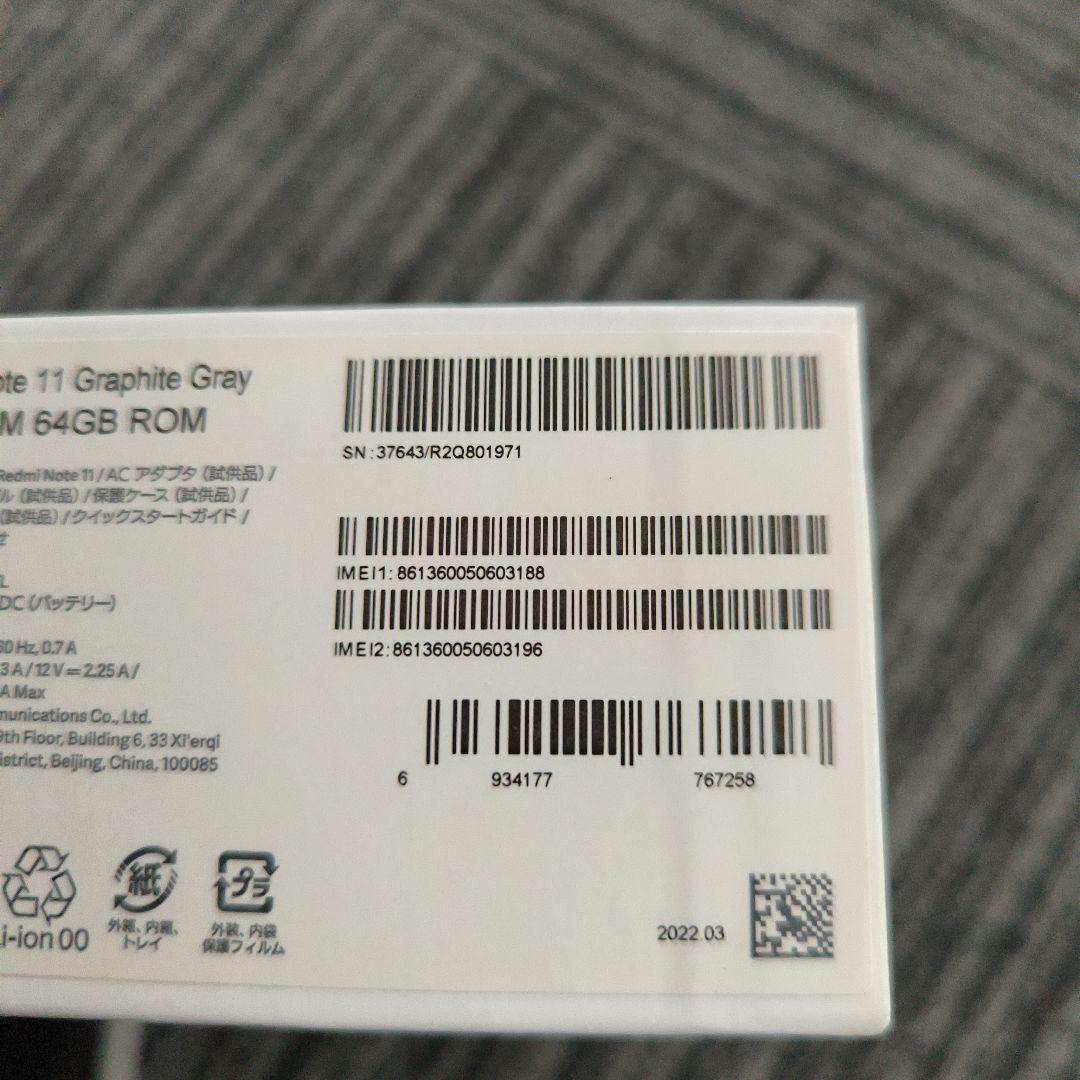 ote 11 Graphite Gray
M 64GB ROM
Redmi Note 11 / AC アダプタ (試供品) /
ル (試供品) / 保護ケース (試供品) /
(試供品) / クイックスタートガイド /
せ
L
DC (バッテリー)
60 Hz, 0.7 A
3 A / 12 V = 2.25 A /
A Max
munications Co., Ltd.
9th Floor, Building 6, 33 Xi'erqi
istrict, Beijing, China, 100085
SN : 37643/R2Q801971
IMEI1: 861360050603188
IMEI2: 861360050603196
6 934177 767258
紙
外箱、内箱、
トレイ
プラ
外装、内袋
保護フィルム
Li-ion 00
2022.03